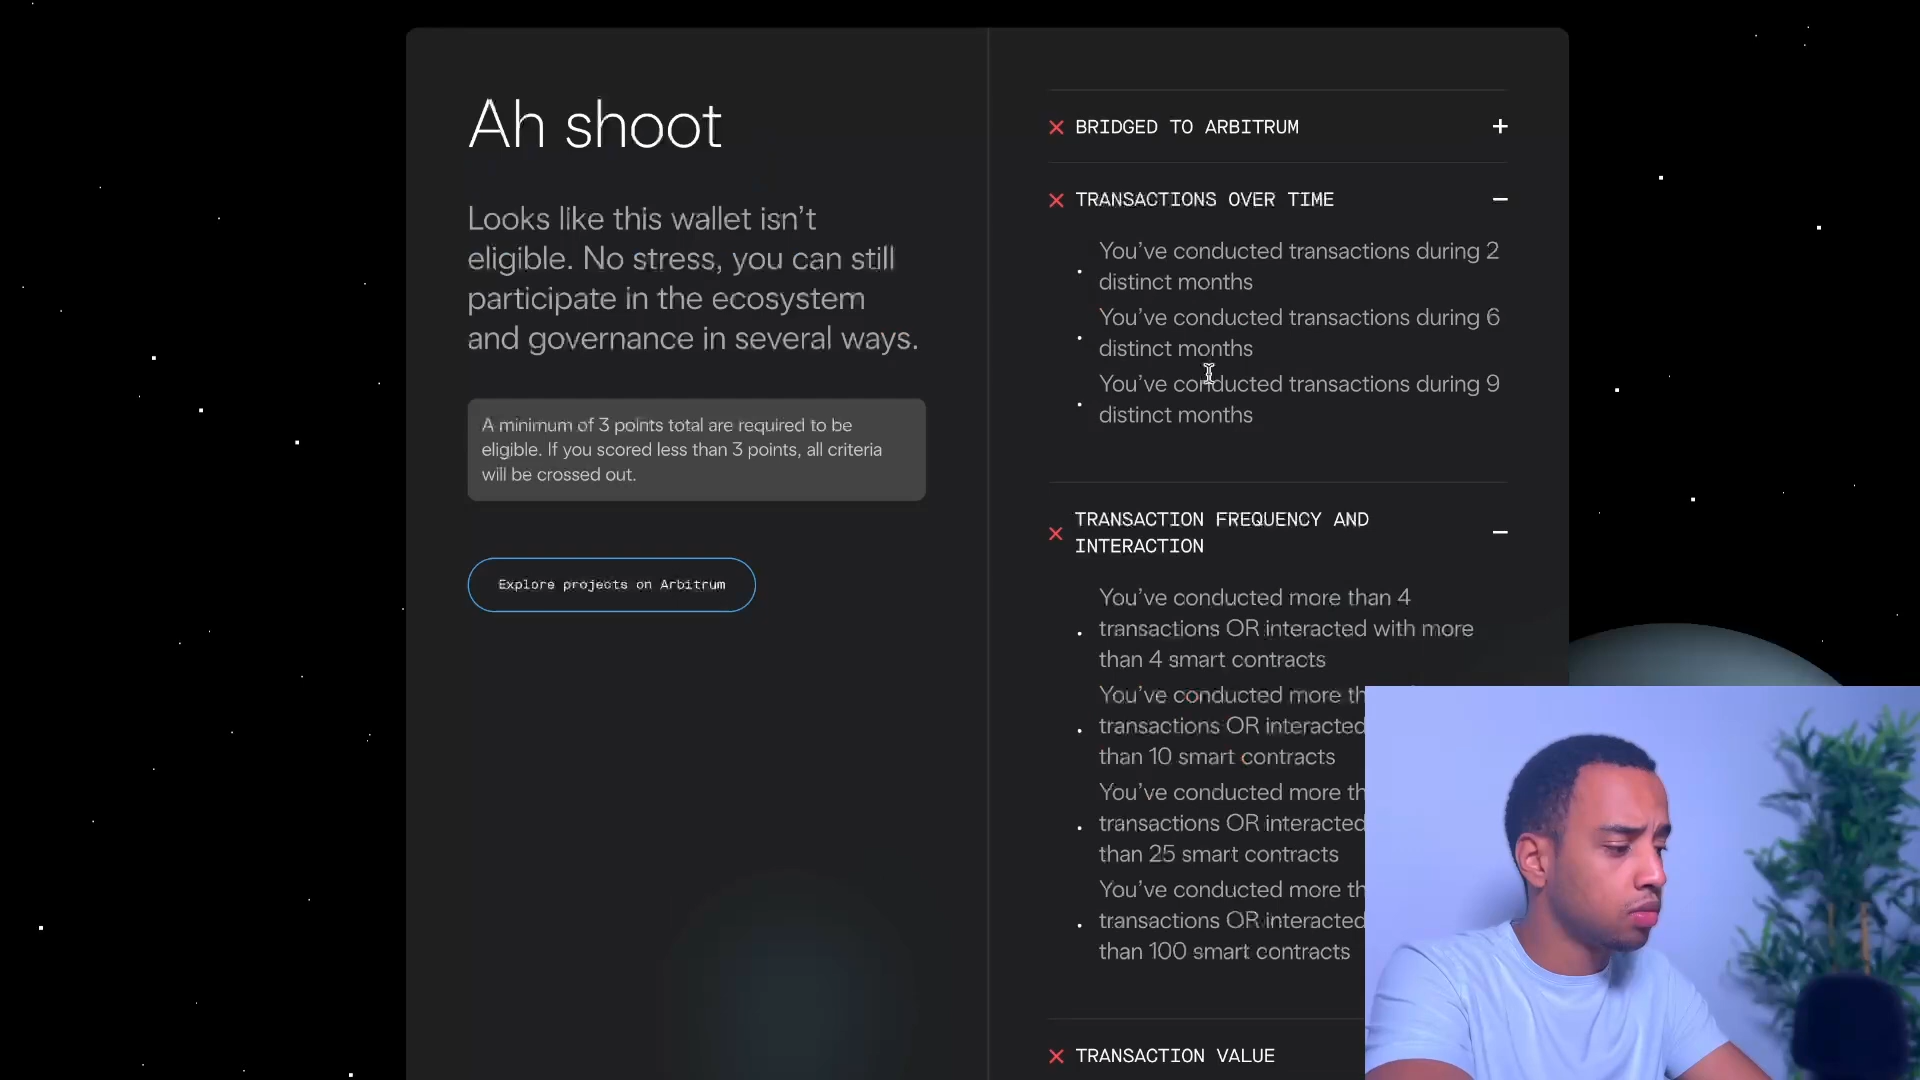 Ah shoot
Looks like this wallet isn’t
eligible. No stress, you can still
participate in the ecosystem
and governance in several ways.
A minimum of 3 points total are required to be
eligible. If you scored less than 3 points, all criteria
will be crossed out.
Explore projects on Arbitrum
BRIDGED TO ARBITRUM
TRANSACTIONS OVER TIME
You’ve conducted transactions during 2
distinct months
You’ve conducted transactions during 6
distinct months
You’ve conducted transactions during 9
distinct months
TRANSACTION FREQUENCY AND
INTERACTION
You’ve conducted more than 4
transactions OR interacted with more
than 4 smart contracts
You’ve conducted more th
transactions OR interacted
than 10 smart contracts
You’ve conducted more th
transactions OR interacted
than 25 smart contracts
You’ve conducted more th
transactions OR interacted
than 100 smart contracts
TRANSACTION VALUE